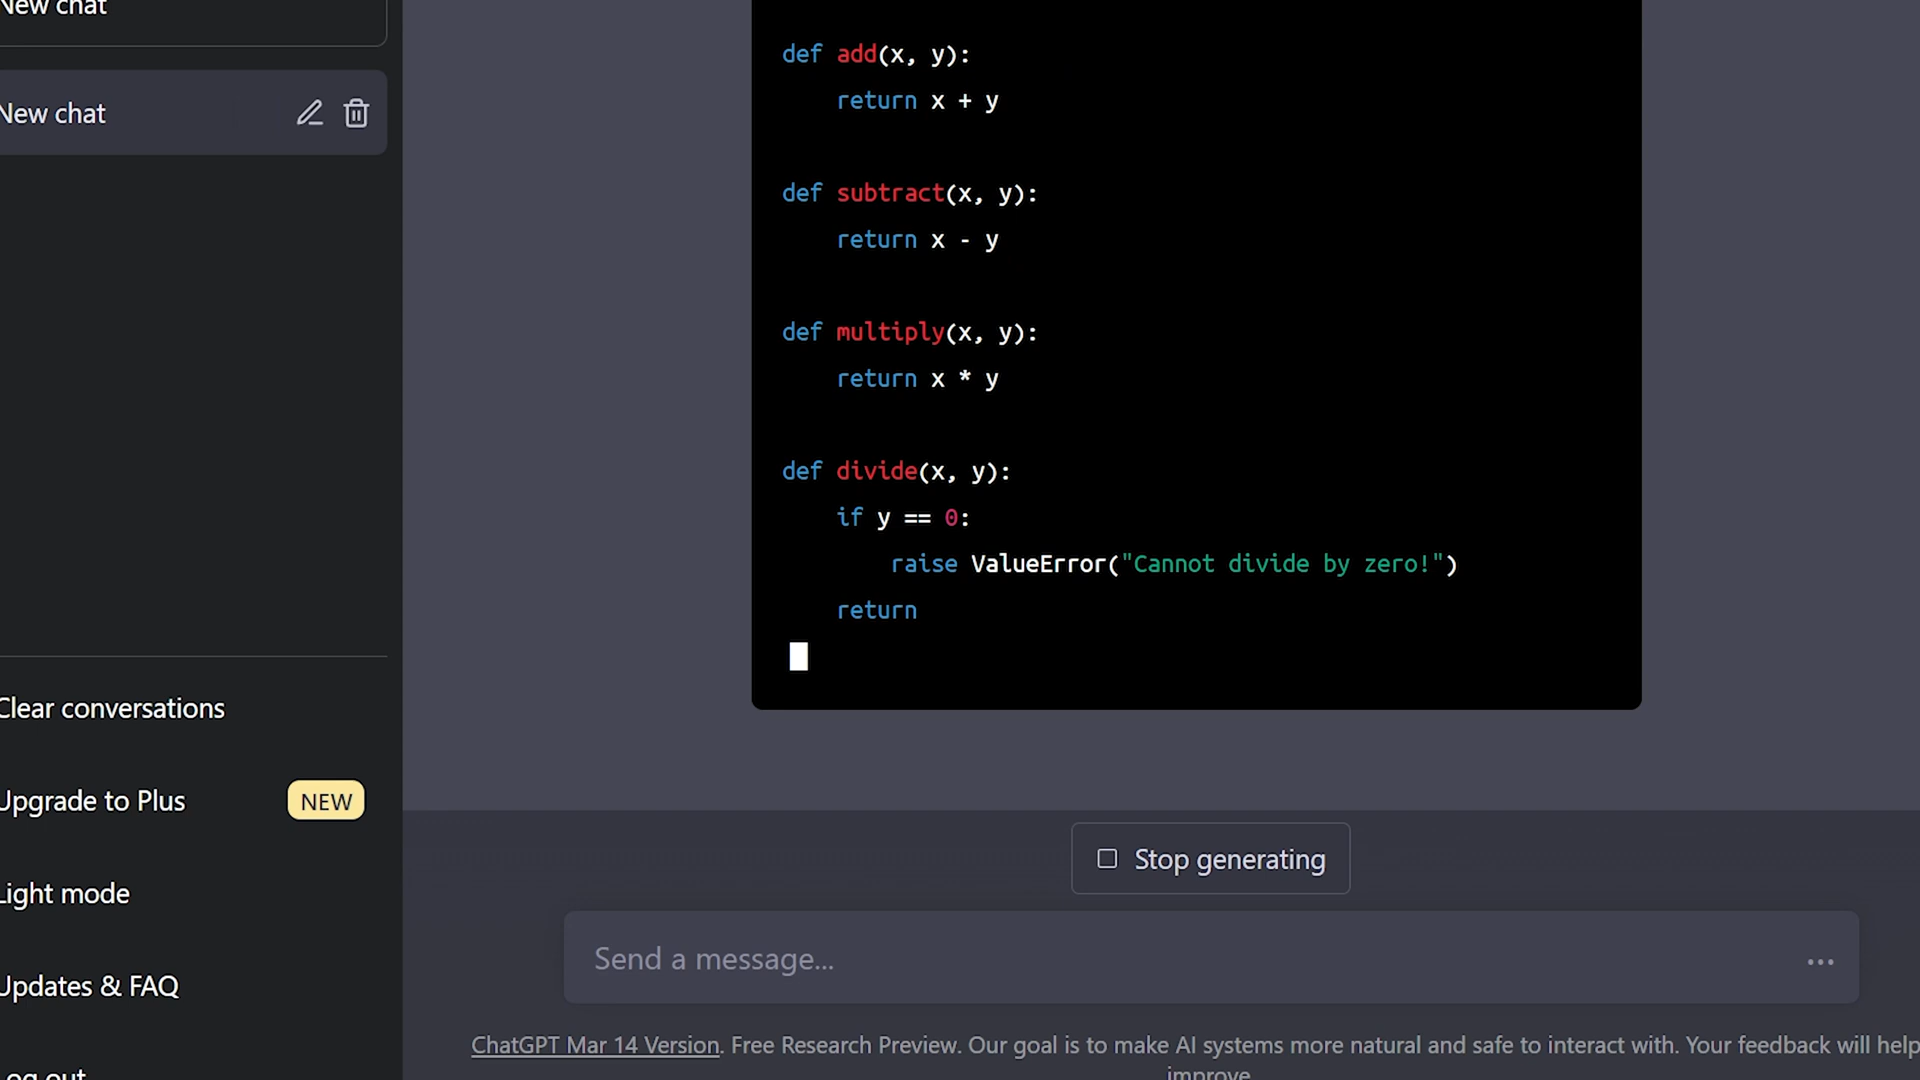 New chat
New chat
def add(x, y):
    return x + y
def subtract(x, y):
    return x - y
def multiply(x, y):
    return x * y
def divide(x, y):
    if y == 0:
        raise ValueError("Cannot divide by zero!")
    return
Clear conversations
Upgrade to Plus NEW
Light mode
Updates & FAQ
Log out
Stop generating
Send a message...
ChatGPT Mar 14 Version. Free Research Preview. Our goal is to make AI systems more natural and safe to interact with. Your feedback will help
improve